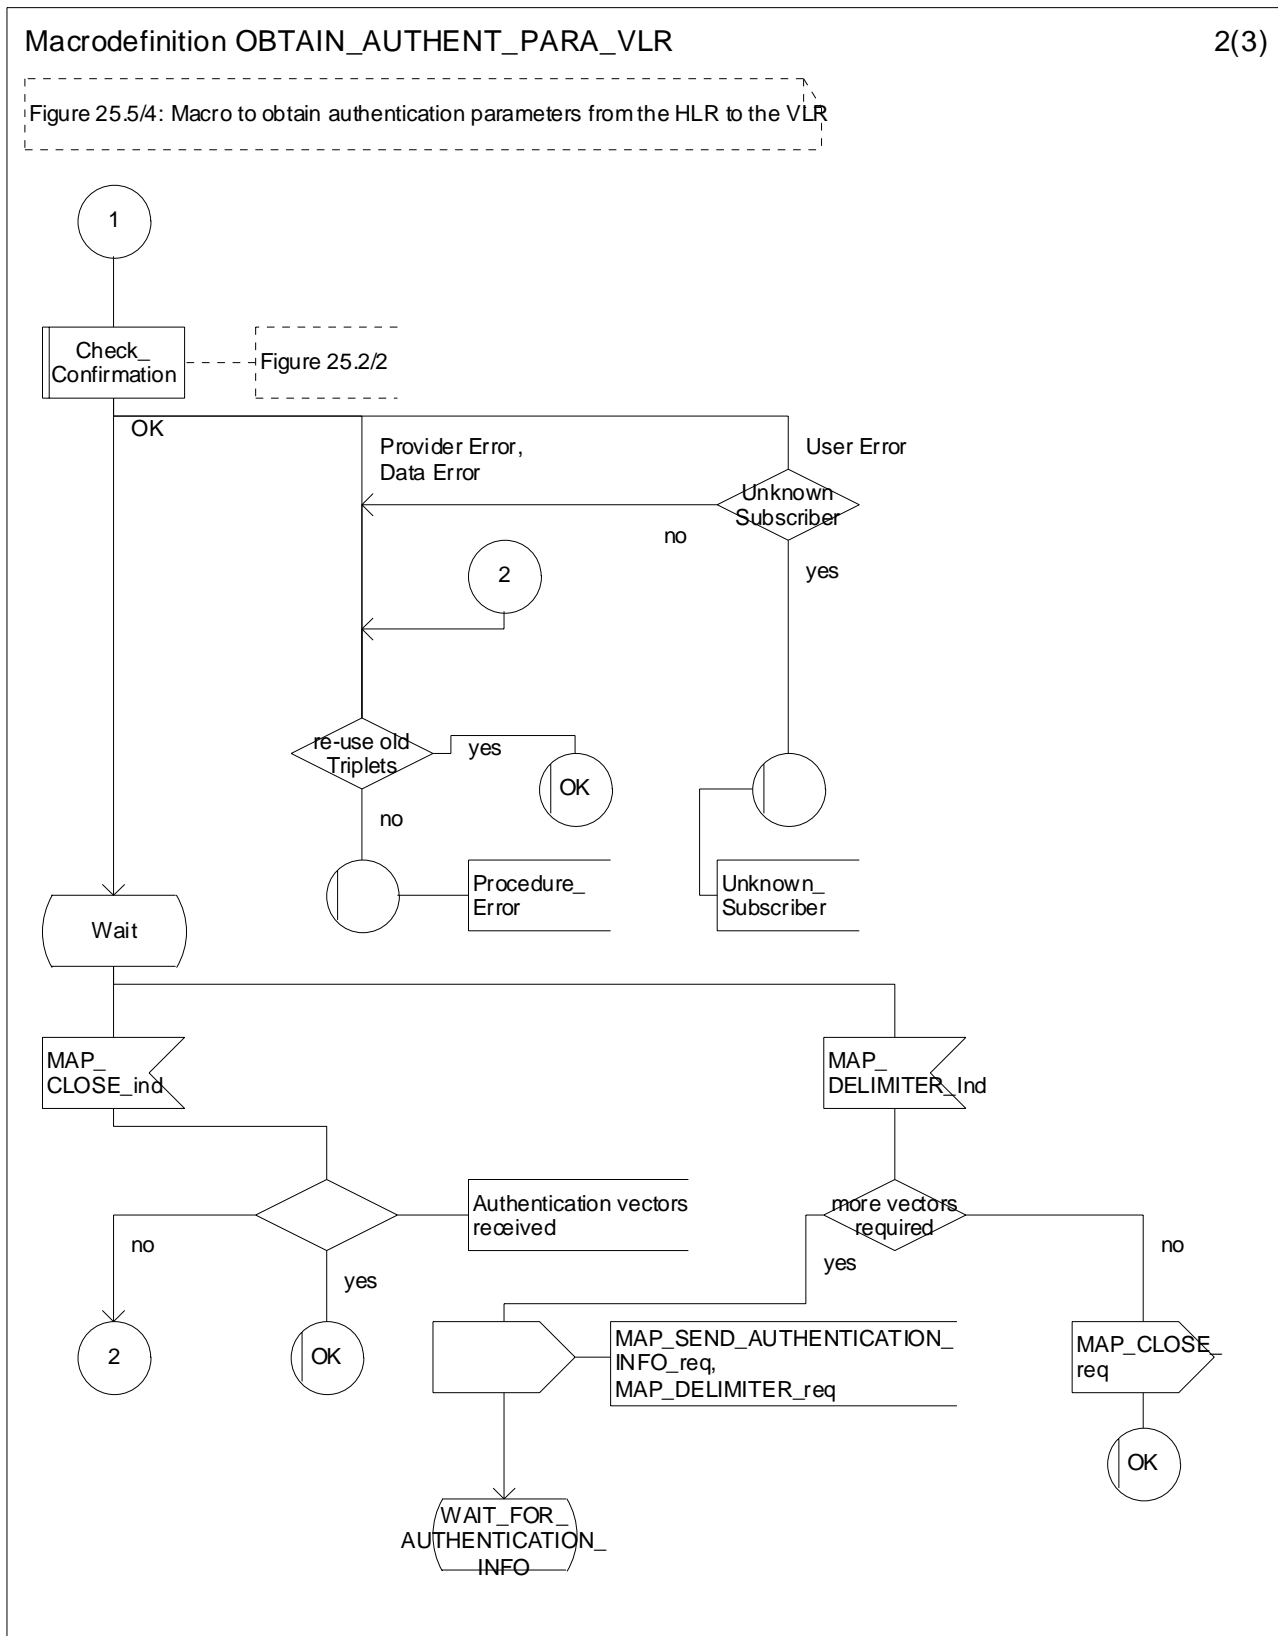 Macrodefinition OBTAIN_AUTHENT_PARA_VLR
2(3)
Figure 25.5/4: Macro to obtain authentication parameters from the HLR to the VLR
1
Check_
Confirmation
Figure 25.2/2
OK
Provider Error,
Data Error
User Error
Unknown
Subscriber
no
yes
2
re-use old
Triplets
yes
OK
no
Procedure_
Error
Unknown_
Subscriber
Wait
MAP_
CLOSE_ind
MAP_
DELIMITER_Ind
Authentication vectors
received
more vectors
required
no
yes
yes
no
2
OK
MAP_SEND_AUTHENTICATION_
INFO_req,
MAP_DELIMITER_req
MAP_CLOSE_
req
OK
WAIT_FOR_
AUTHENTICATION_
INFO